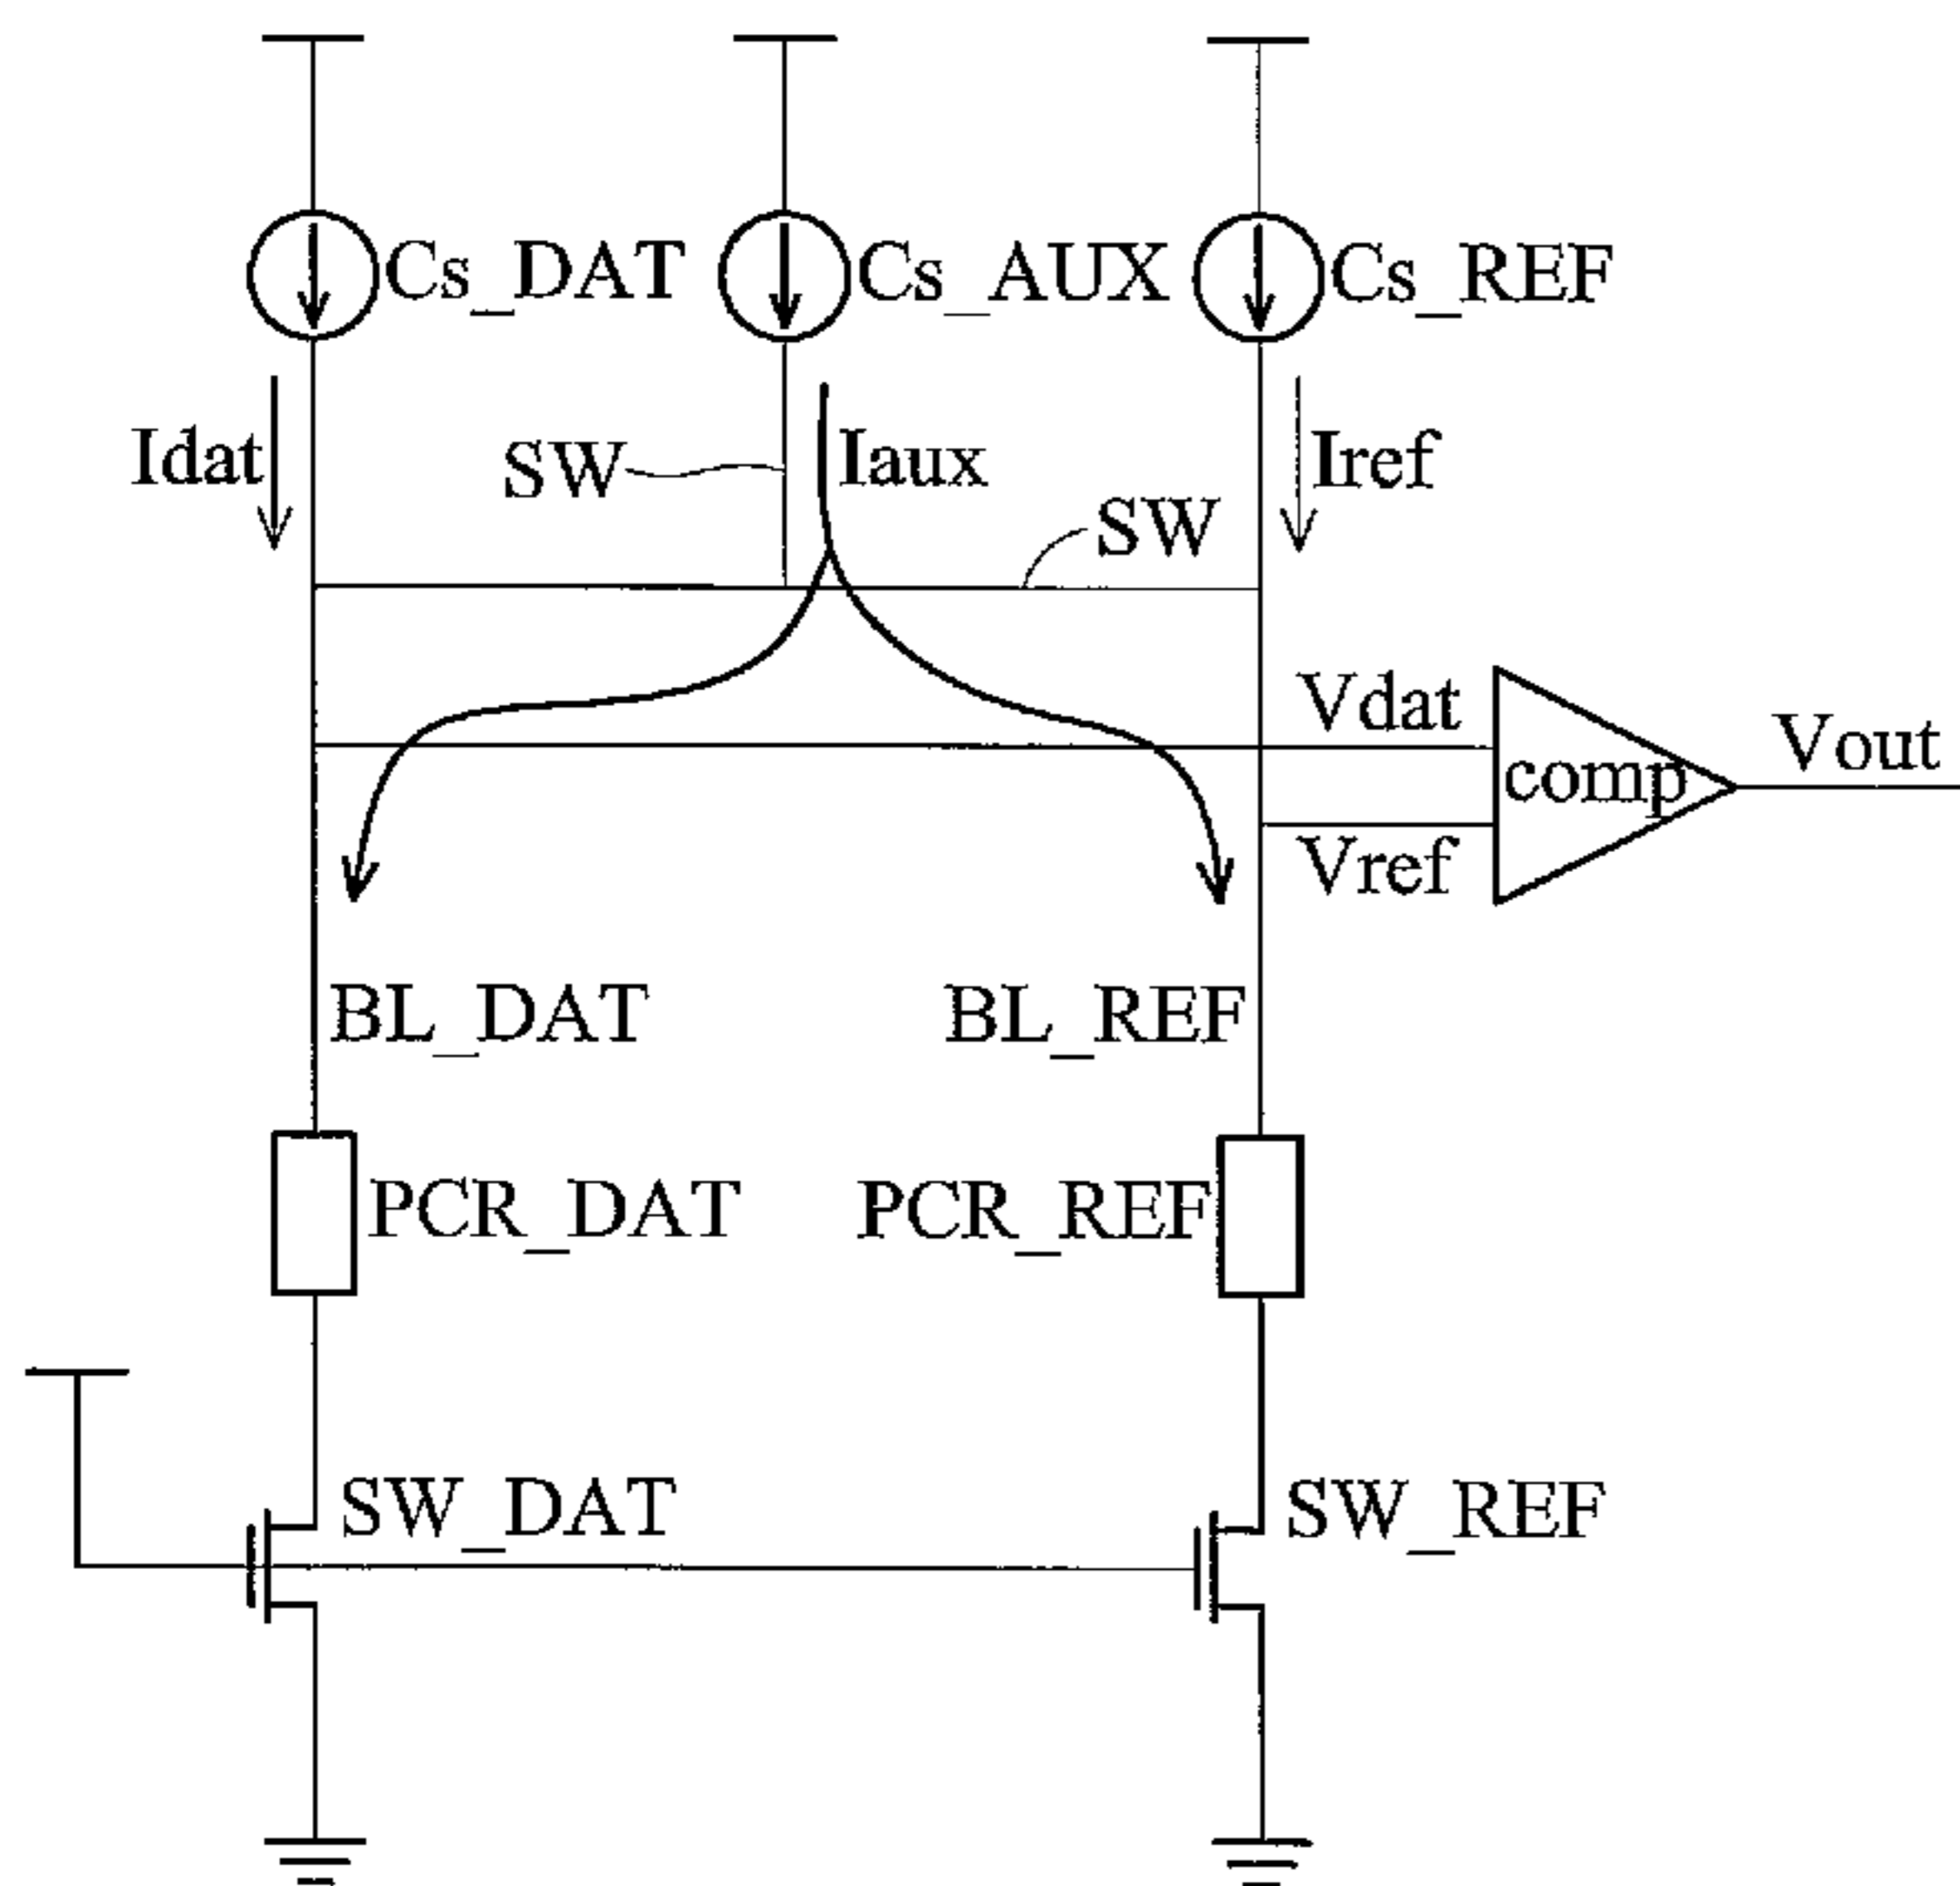 Cs_DAT
Cs_AUX
Cs_REF
Idat
SW
Iaux
Iref
SW
Vdat
comp
Vout
Vref
BL_DAT
BL_REF
PCR_DAT
PCR_REF
SW_DAT
SW_REF